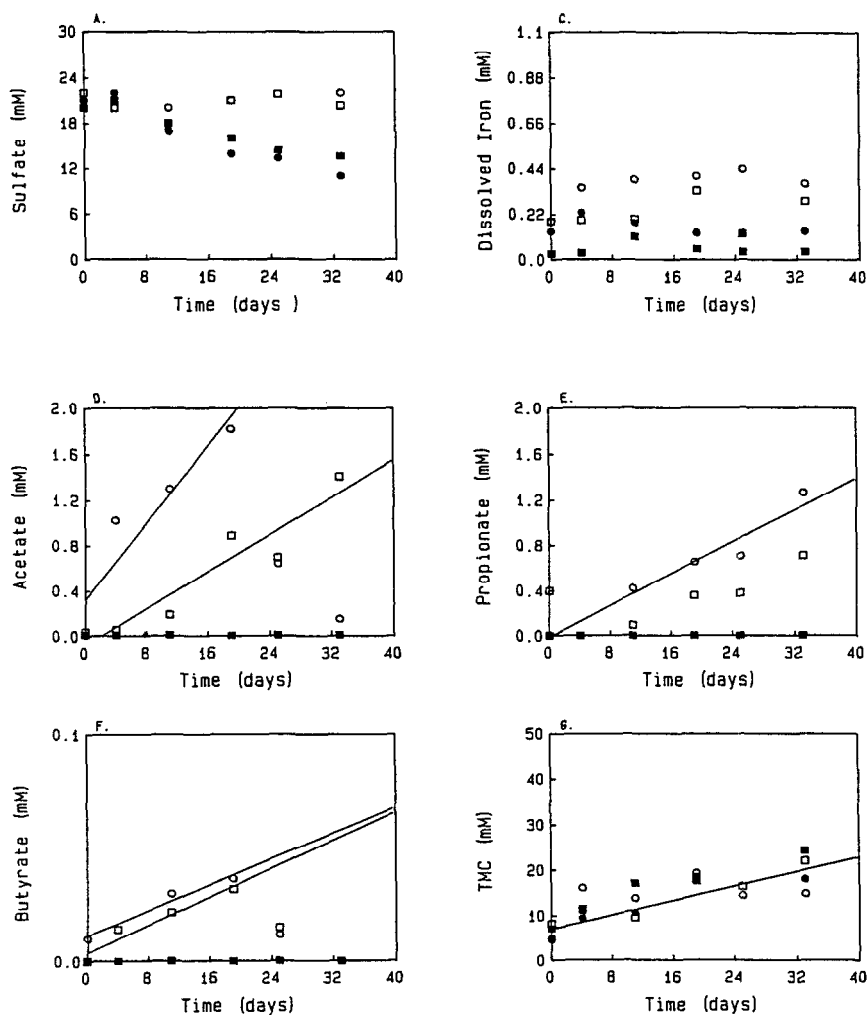 A.
Sulfate (mM)
30
24
18
12
6
0
0 8 16 24 32 40
Time (days )
C.
Dissolved Iron (mM)
1.1
0.88
0.66
0.44
0.22
0.0
0 8 16 24 32 40
Time (days)
D.
Acetate (mM)
2.0
1.6
1.2
0.8
0.4
0.0
0 8 16 24 32 40
Time (days)
E.
Propionate (mM)
2.0
1.6
1.2
0.8
0.4
0.0
0 8 16 24 32 40
Time (days)
F.
Butyrate (mM)
0.1
0.0
0 8 16 24 32 40
Time (days)
G.
TMC (mM)
50
40
30
20
10
0
0 8 16 24 32 40
Time (days)